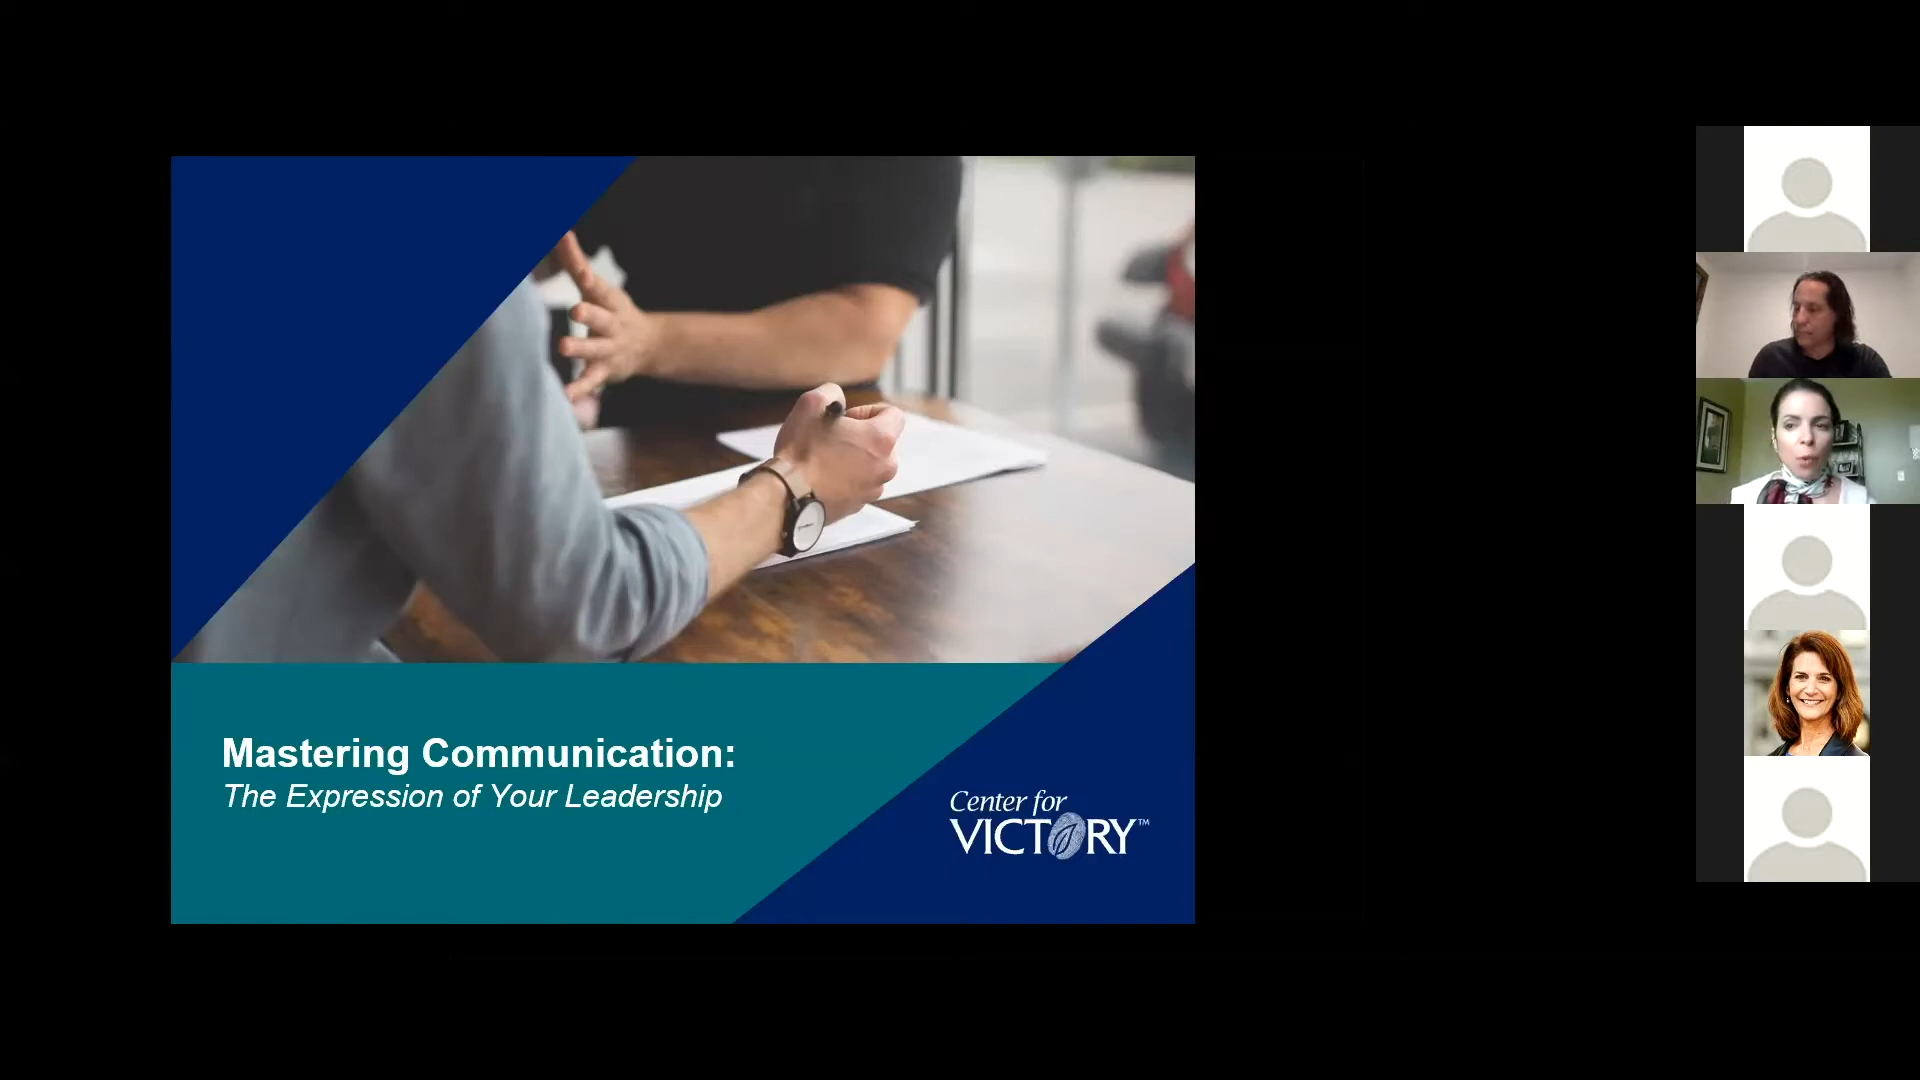 Mastering Communication:
The Expression of Your Leadership
Center for
VICTORY™